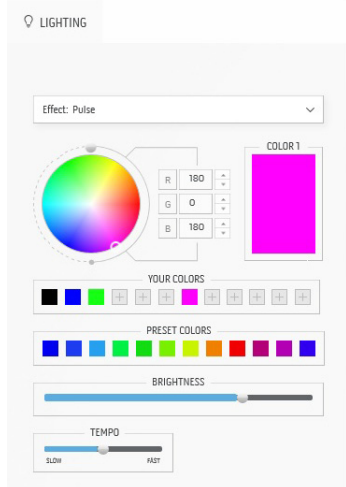 LIGHTING
Effect: Pulse
COLOR 1
R 180
G 0
B 180
YOUR COLORS
PRESET COLORS
BRIGHTNESS
TEMPO
SLOW FAST